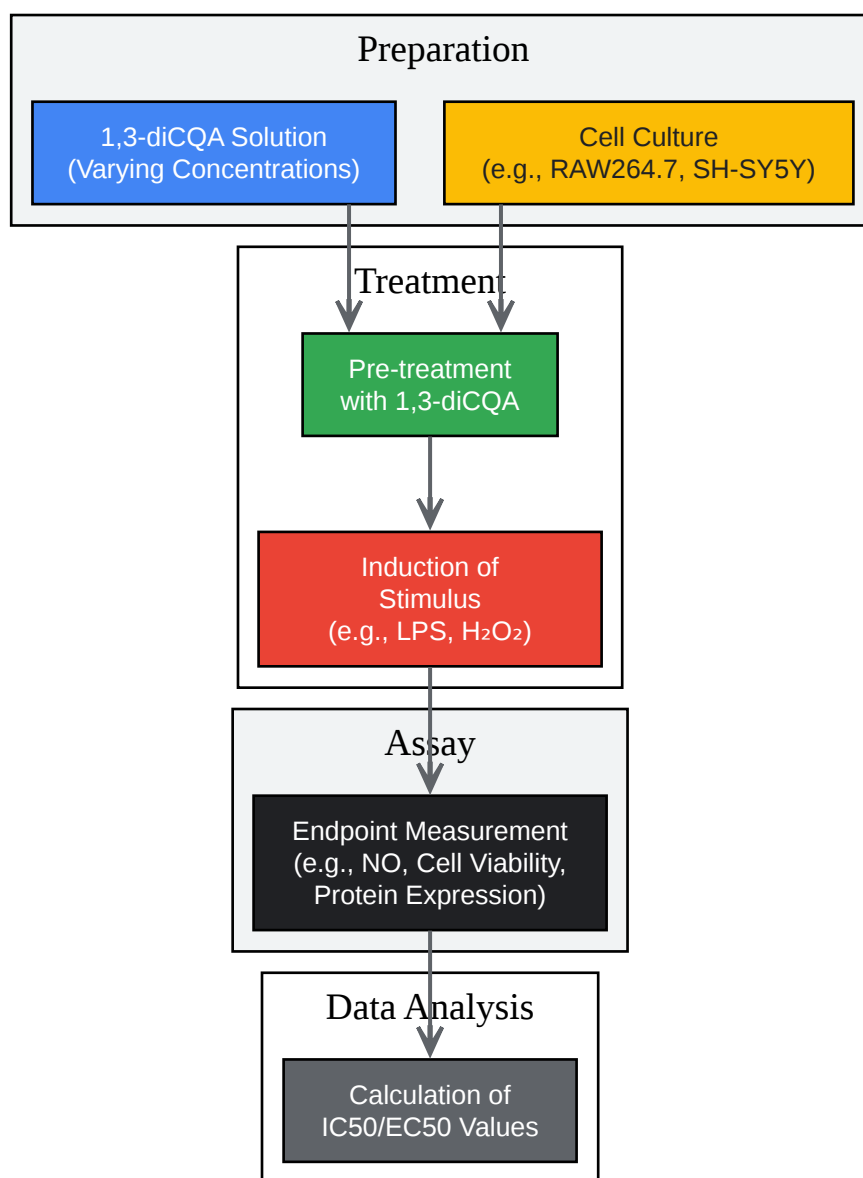 Preparation
1,3-diCQA Solution
(Varying Concentrations)
Cell Culture
(e.g., RAW264.7, SH-SY5Y)
Treatment
Pre-treatment
with 1,3-diCQA
Induction of
Stimulus
(e.g., LPS, H₂O₂)
Assay
Endpoint Measurement
(e.g., NO, Cell Viability,
Protein Expression)
Data Analysis
Calculation of
IC50/EC50 Values